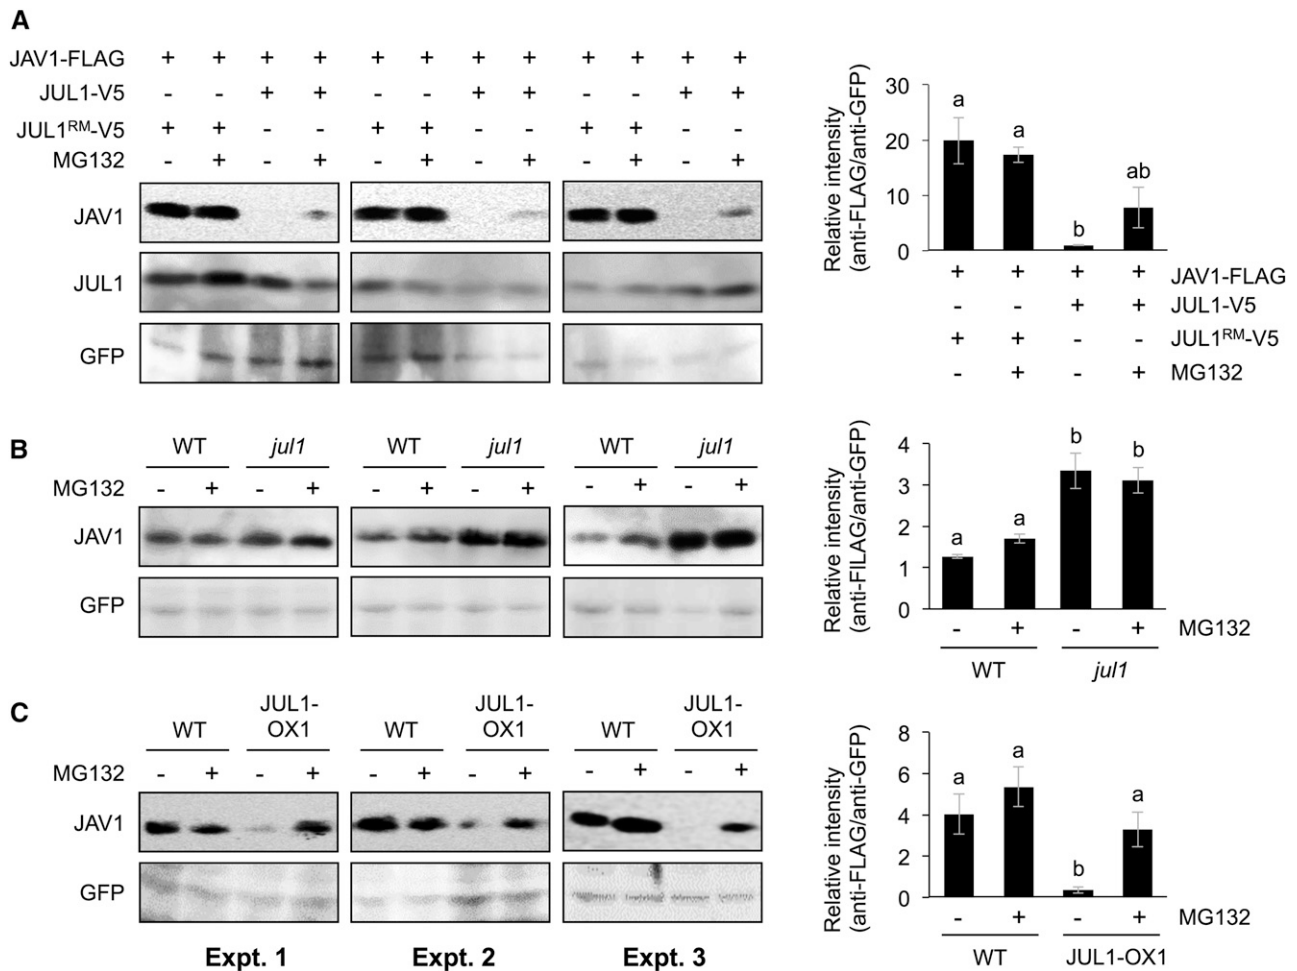 A
JAV1-FLAG + + + + + + + + + + + +
JUL1-V5 - - + + - - + + - - + +
JUL1RM-V5 + + - - + + - - + + - -
MG132 - + - + - + - + - + - +
JAV1
JUL1
GFP
Relative intensity
(anti-FLAG/anti-GFP)
30
20
10
0
a a b ab
+ + + + JAV1-FLAG
- - + + JUL1-V5
+ + - - JUL1RM-V5
- + - + MG132
B
WT jul1 WT jul1 WT jul1
MG132 - + - + - + - + - + - +
JAV1
GFP
Relative intensity
(anti-FlLAG/anti-GFP)
4
3
2
1
0
a a b b
- + - + MG132
WT jul1
C
WT JUL1-
OX1 WT JUL1-
OX1 WT JUL1-
OX1
MG132 - + - + - + - + - + - +
JAV1
GFP
Expt. 1 Expt. 2 Expt. 3
Relative intensity
(anti-FLAG/anti-GFP)
8
6
4
2
0
a a b a
- + - + MG132
WT JUL1-OX1